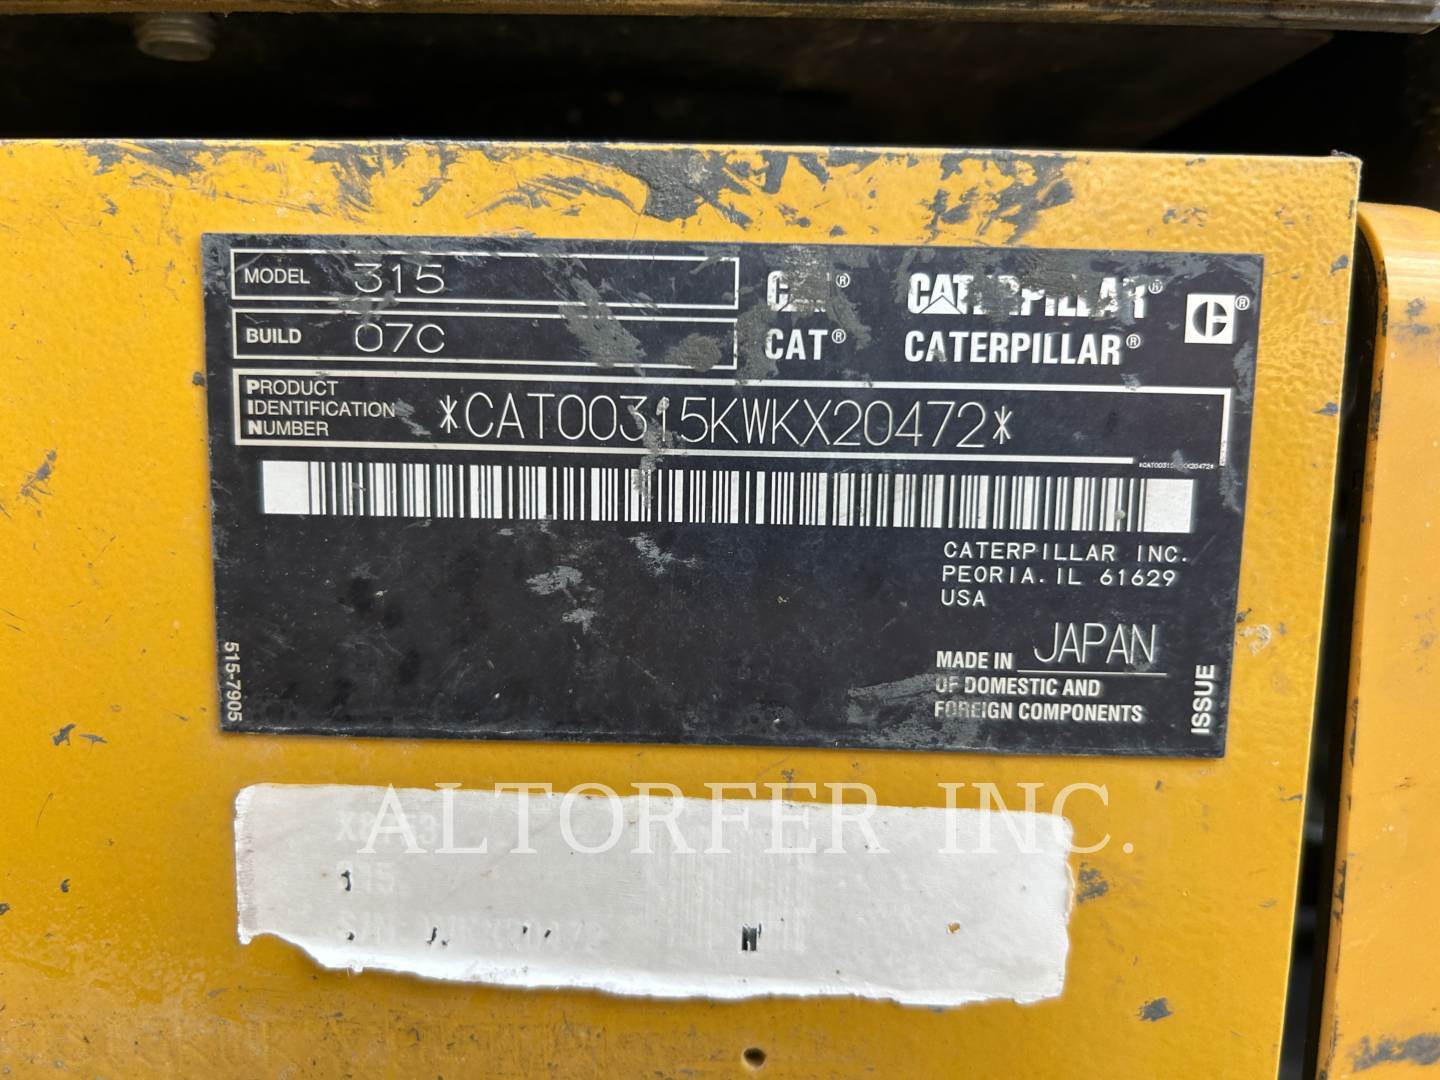 MODEL 315
BUILD 07C
CAT® CATERPILLAR®
CAT® CATERPILLAR® C®
PRODUCT IDENTIFICATION NUMBER *CAT00315KWKX20472*
CATERPILLAR INC.
PEORIA. IL 61629
USA
MADE IN JAPAN
OF DOMESTIC AND
FOREIGN COMPONENTS
515-7905
ISSUE
ALTORFER INC.
315